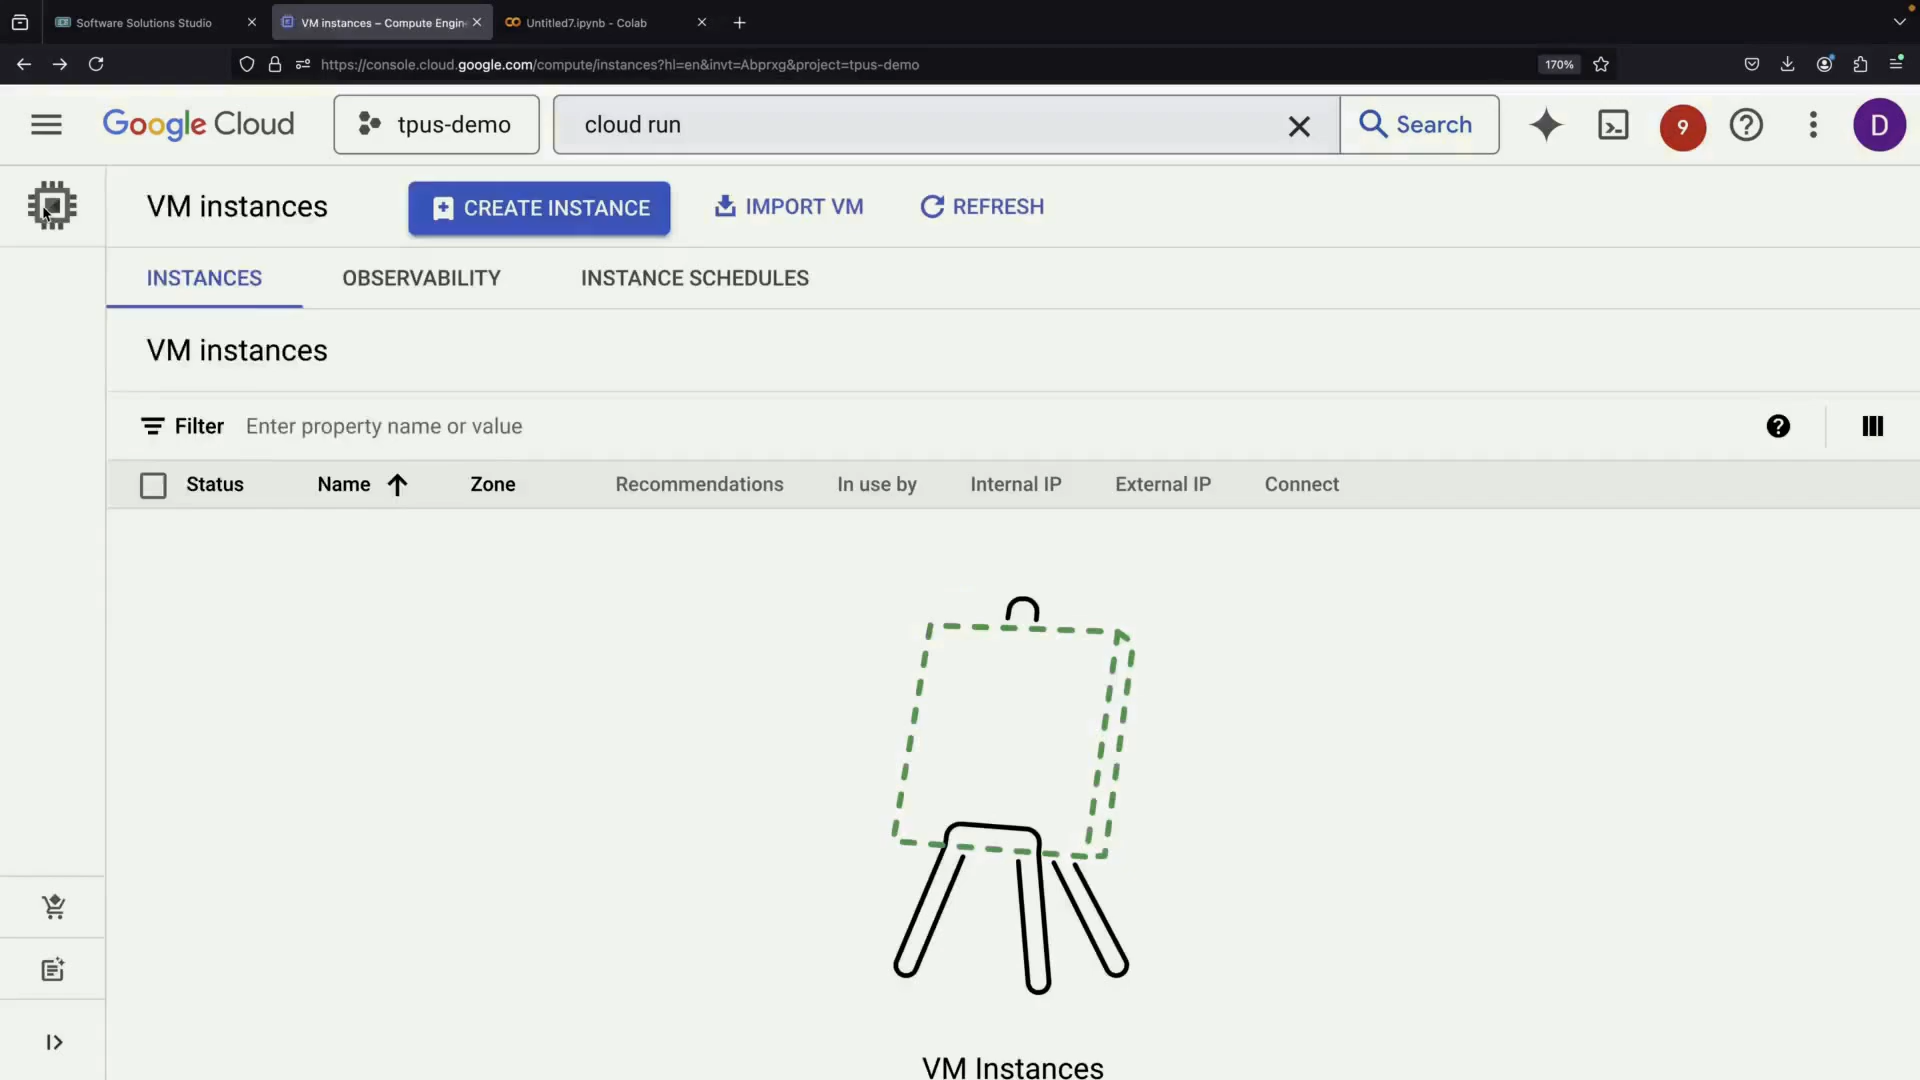 Software Solutions Studio
VM instances – Compute Engin
Untitled7.ipynb - Colab
https://console.cloud.google.com/compute/instances?hl=en&invt=Abprxg&project=tpus-demo
170%
Google Cloud
tpus-demo
cloud run
Search
9
D
VM instances
CREATE INSTANCE
IMPORT VM
REFRESH
INSTANCES
OBSERVABILITY
INSTANCE SCHEDULES
VM instances
Filter
Enter property name or value
Status
Name
Zone
Recommendations
In use by
Internal IP
External IP
Connect
VM Instances